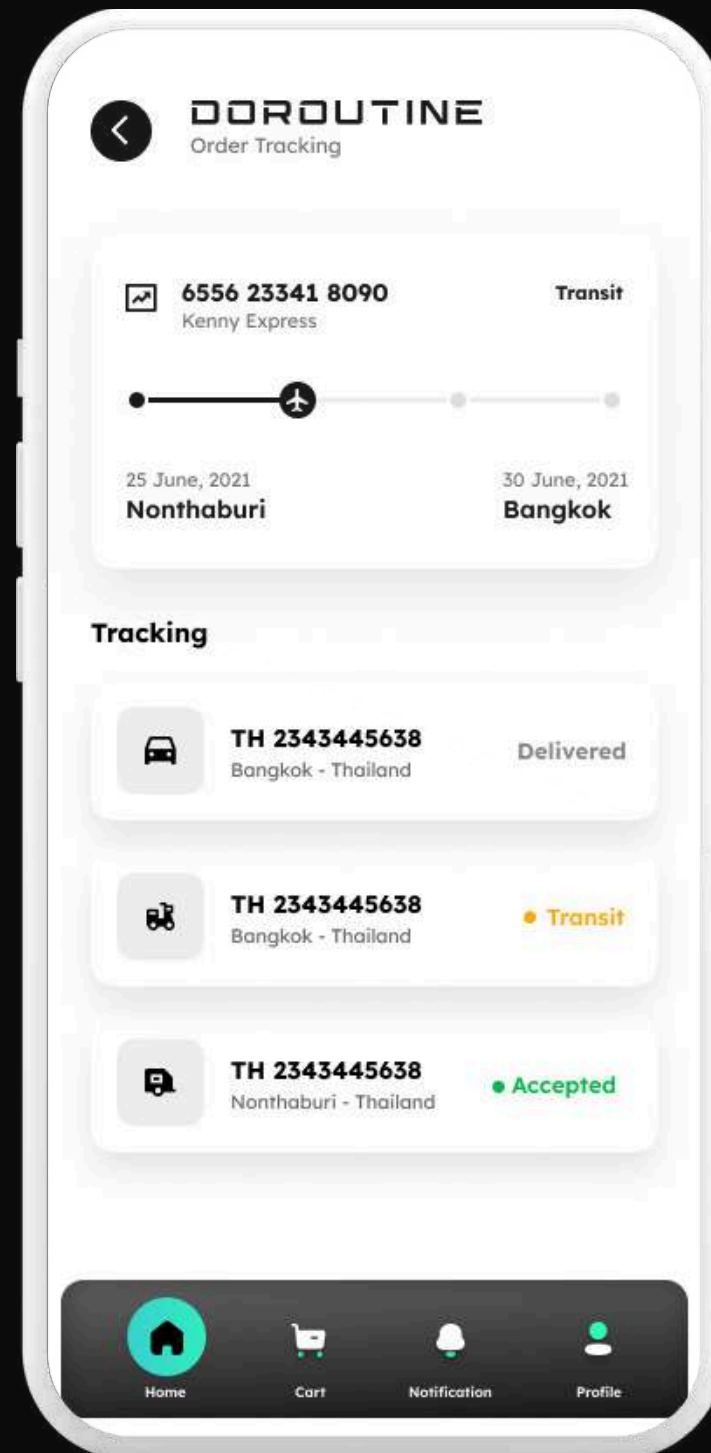 DOROUTINE
Order Tracking
6556 23341 8090
Transit
Kenny Express
25 June, 2021
30 June, 2021
Nonthaburi
Bangkok
Tracking
TH 2343445638
Bangkok - Thailand
Delivered
TH 2343445638
Bangkok - Thailand
Transit
TH 2343445638
Nonthaburi - Thailand
Accepted
Home
Cart
Notification
Profile